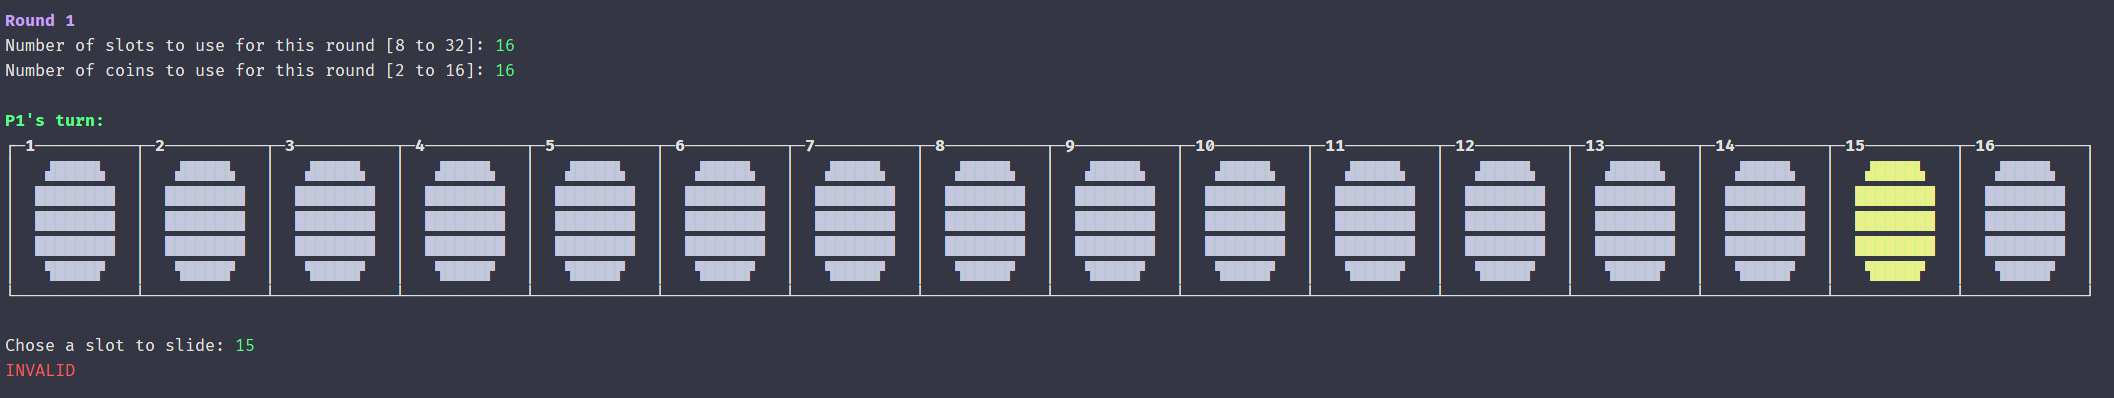 Round 1
Number of slots to use for this round [8 to 32]: 16
Number of coins to use for this round [2 to 16]: 16
P1's turn:
1 2 3 4 5 6 7 8 9 10 11 12 13 14 15 16
Chose a slot to slide: 15
INVALID